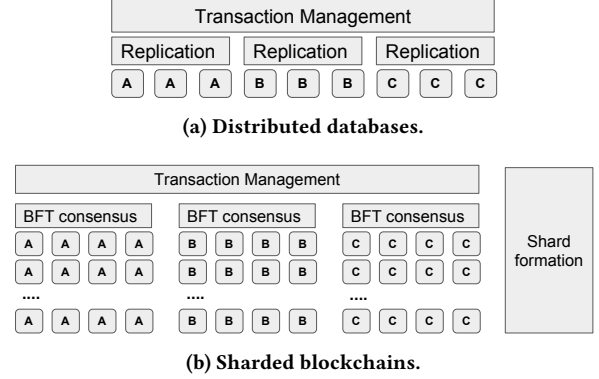 Transaction Management
Replication Replication Replication
A A A B B B C C C
(a) Distributed databases.
Transaction Management
BFT consensus BFT consensus BFT consensus
A A A A B B B B C C C C
A A A A B B B B C C C C
.... .... ....
A A A A B B B B C C C C
Shard
formation
(b) Sharded blockchains.